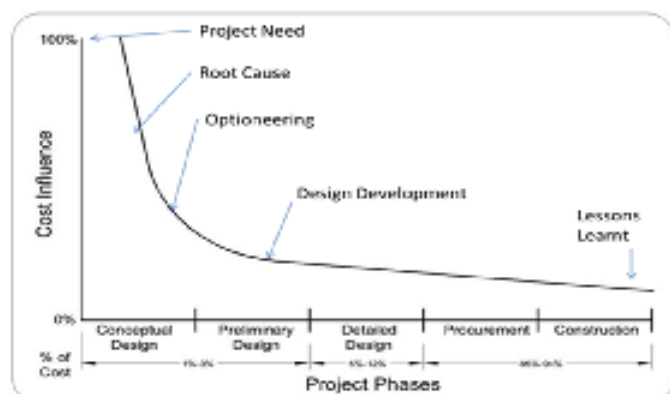 100%
Project Need
Root Cause
Optioneering
Design Development
Lessons
Learnt
Cost Influence
0%
Conceptual
Design
Preliminary
Design
Detailed
Design
Procurement
Construction
% of
Cost
Project Phases